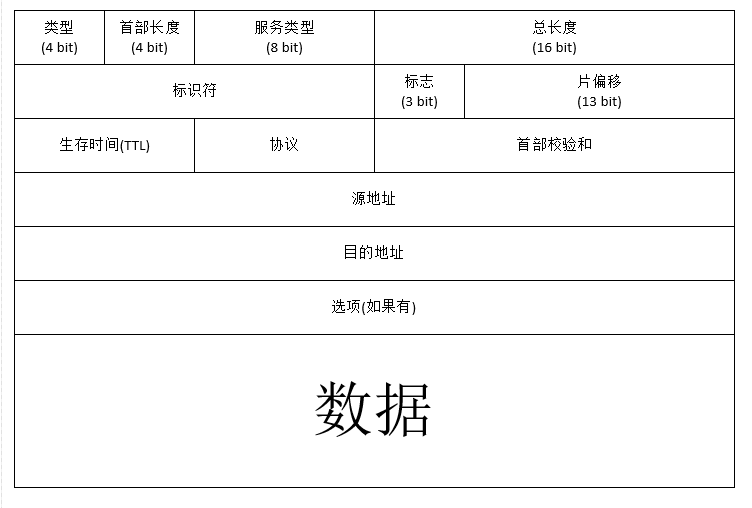 类型
(4 bit)
首部长度
(4 bit)
服务类型
(8 bit)
总长度
(16 bit)
标识符
标志
(3 bit)
片偏移
(13 bit)
生存时间(TTL)
协议
首部校验和
源地址
目的地址
选项(如果有)
数据